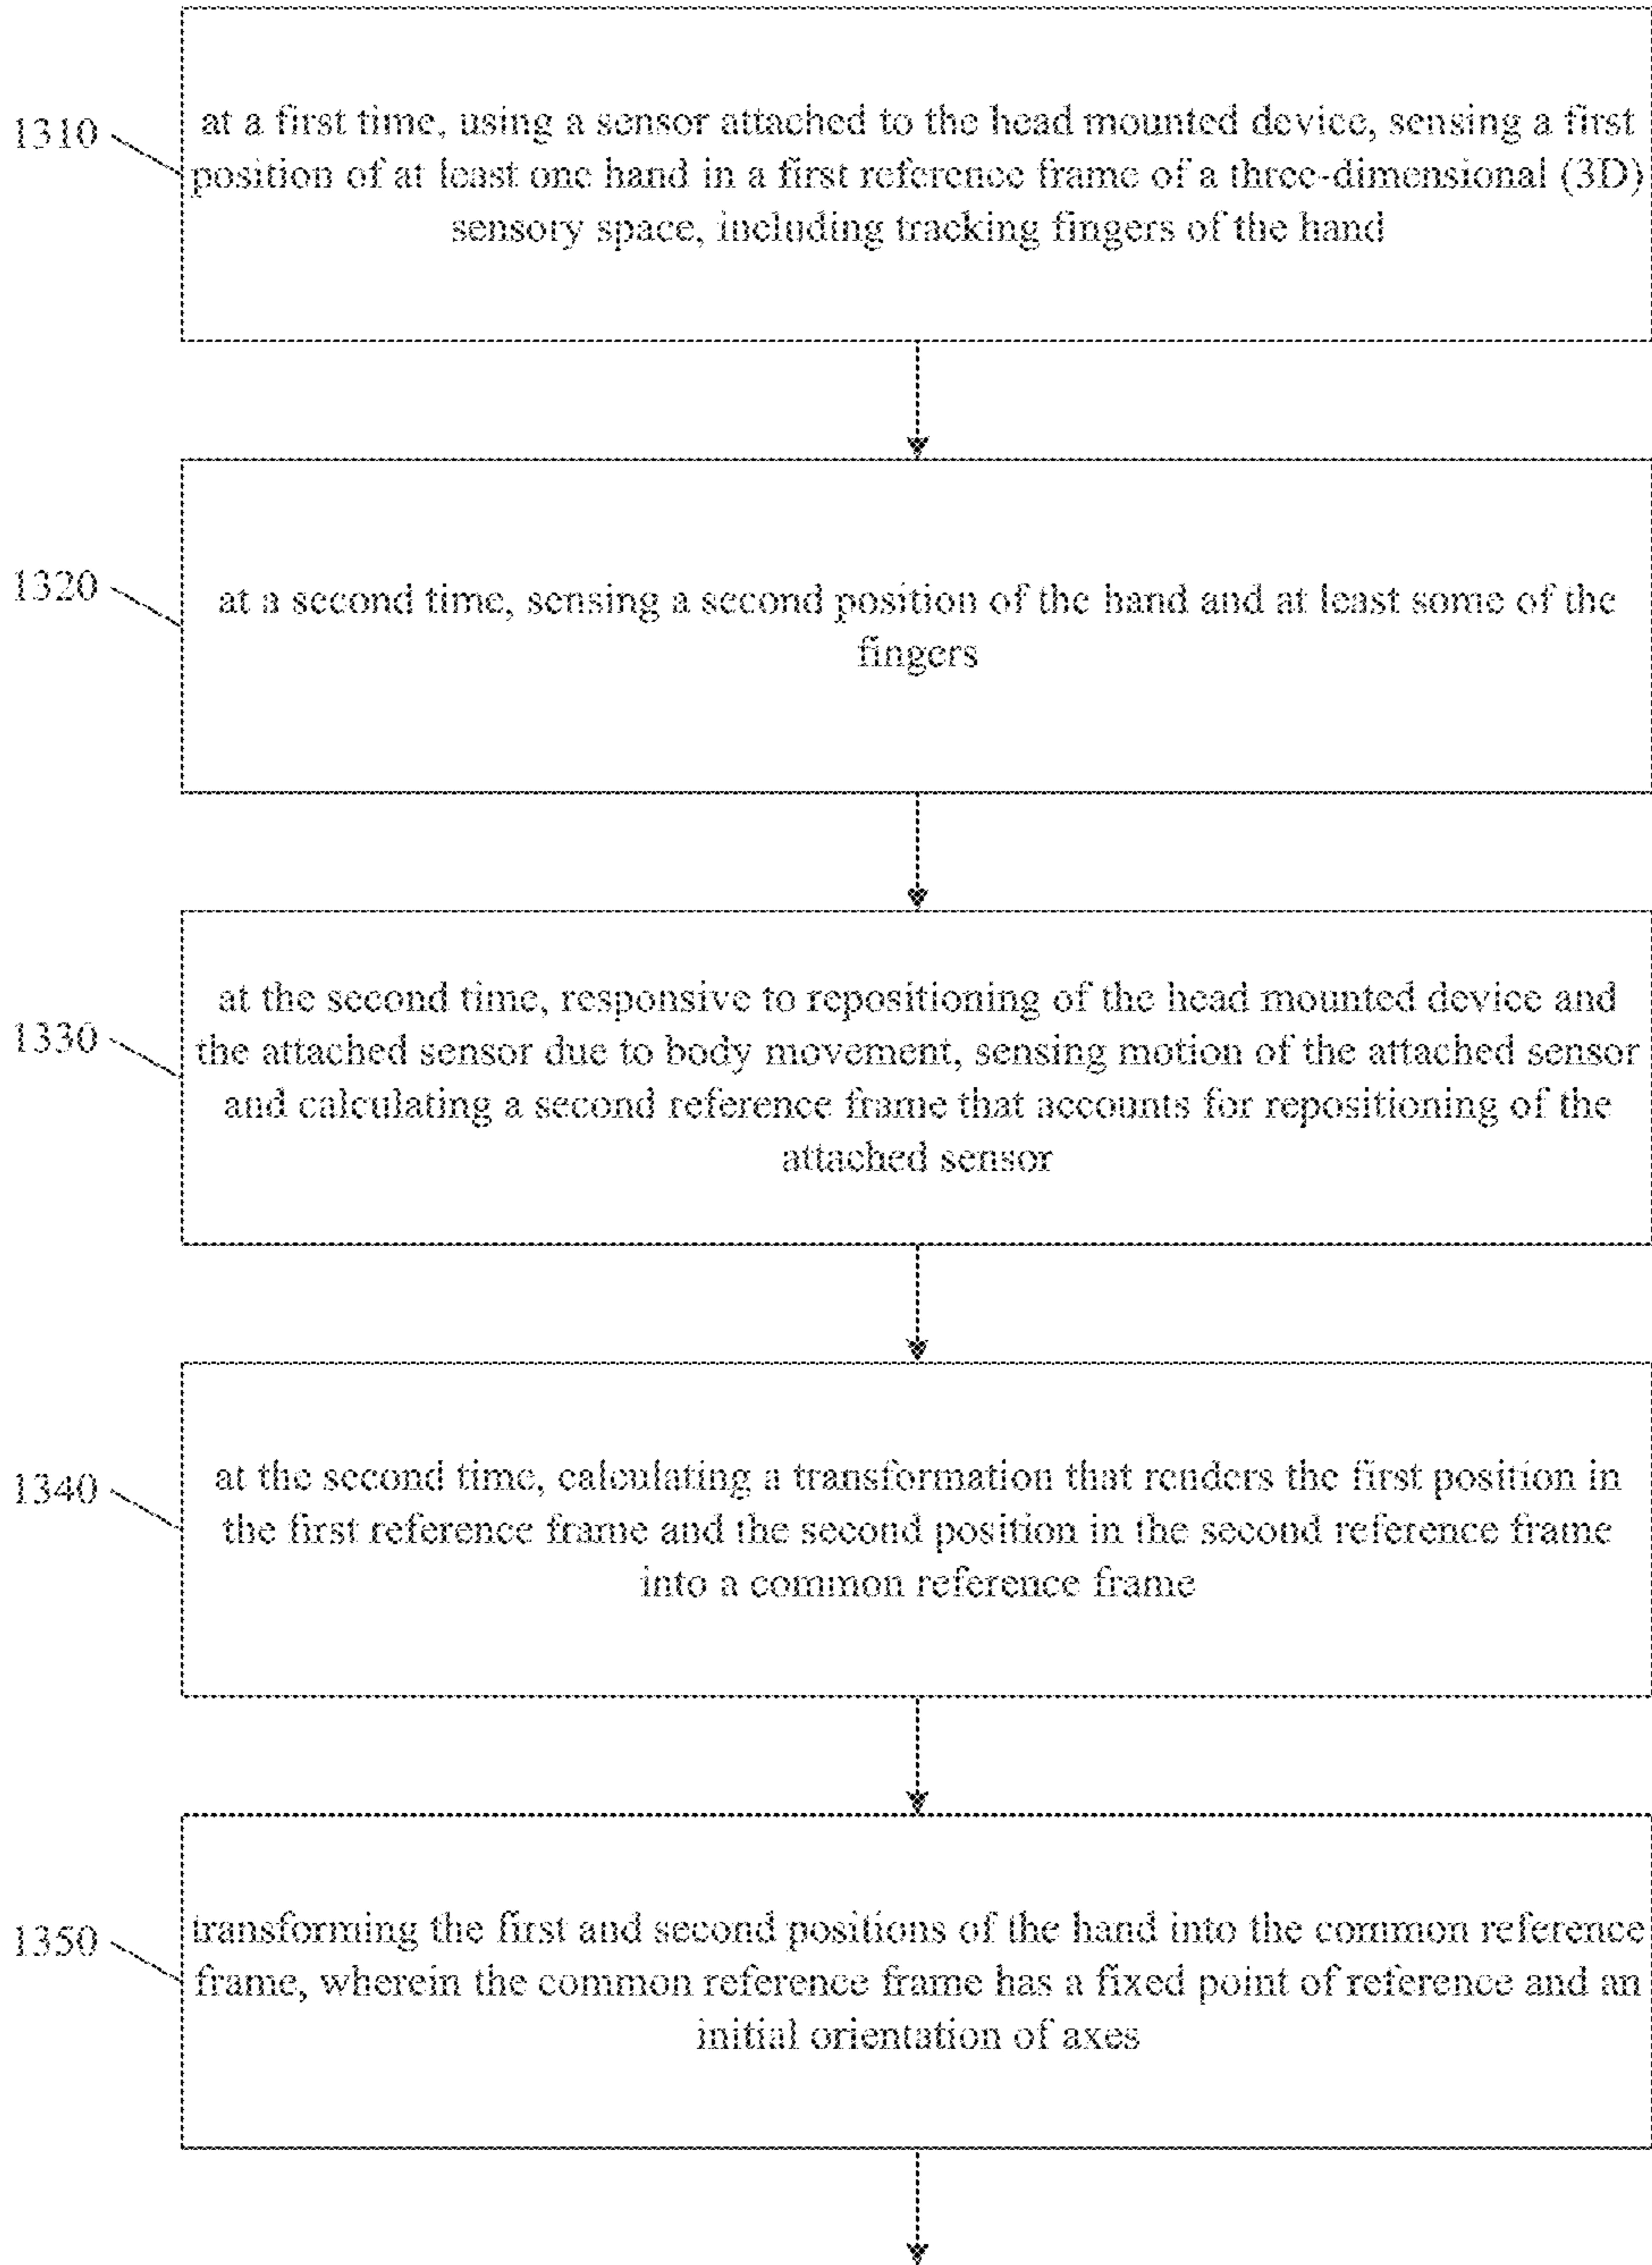 1310
at a first time, using a sensor attached to the head mounted device, sensing a first
position of at least one hand in a first reference frame of a three-dimensional (3D)
sensory space, including tracking fingers of the hand
1320
at a second time, sensing a second position of the hand and at least some of the
fingers
1330
at the second time, responsive to repositioning of the head mounted device and
the attached sensor due to body movement, sensing motion of the attached sensor
and calculating a second reference frame that accounts for repositioning of the
attached sensor
1340
at the second time, calculating a transformation that renders the first position in
the first reference frame and the second position in the second reference frame
into a common reference frame
1350
transforming the first and second positions of the hand into the common reference
frame, wherein the common reference frame has a fixed point of reference and an
initial orientation of axes